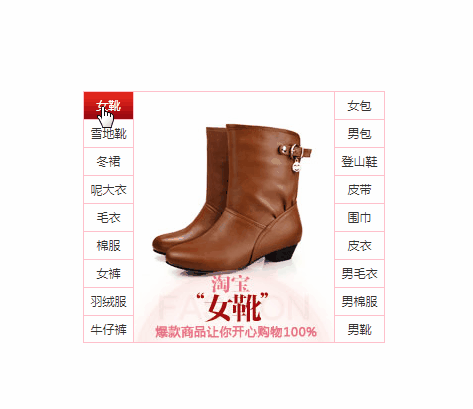 女靴
雪地靴
冬裙
呢大衣
毛衣
棉服
女裤
羽绒服
牛仔裤
淘宝
“女靴”
FASHION
爆款商品让你开心购物100%
女包
男包
登山鞋
皮带
围巾
皮衣
男毛衣
男棉服
男靴